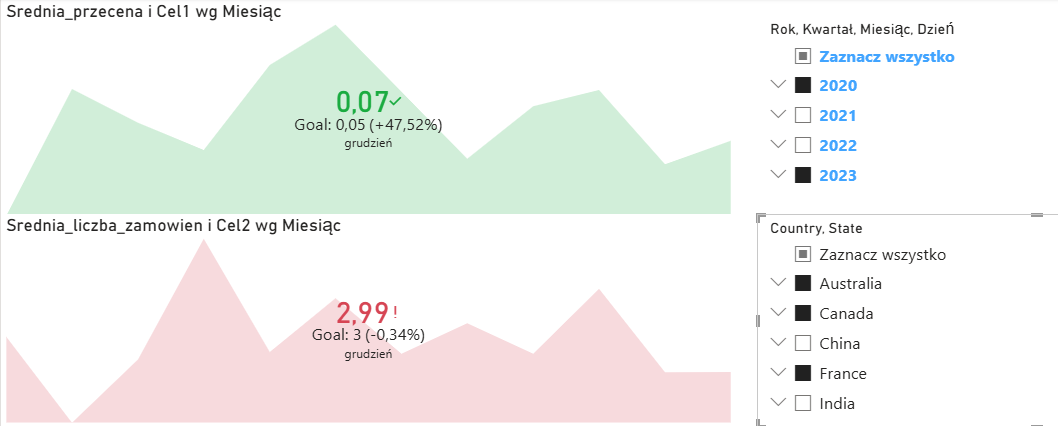 Srednia_przecena i Cel1 wg Miesiąc
0,07
Goal: 0,05 (+47,52%)
grudzień
Srednia_liczba_zamowien i Cel2 wg Miesiąc
2,99!
Goal: 3 (-0,34%)
grudzień
Rok, Kwartał, Miesiąc, Dzień
Zaznacz wszystko
2020
2021
2022
2023
Country, State
Zaznacz wszystko
Australia
Canada
China
France
India